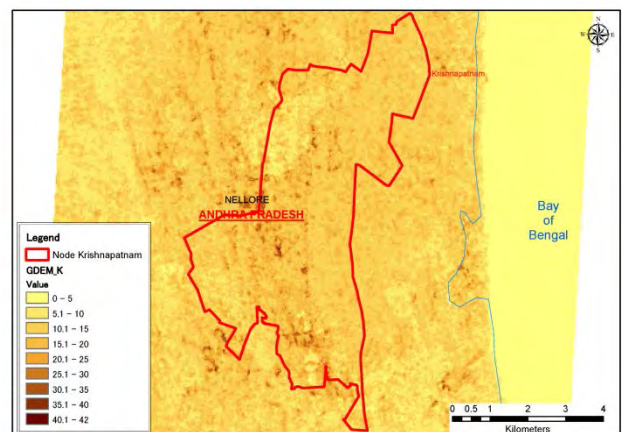 N
W E
S
Krishnapatnam
NELLORE
ANDHRA PRADESH
Bay
of
Bengal
Legend
Node Krishnapatnam
GDEM_K
Value
0 - 5
5.1 - 10
10.1 - 15
15.1 - 20
20.1 - 25
25.1 - 30
30.1 - 35
35.1 - 40
40.1 - 42
0 0.5 1 2 3 4
Kilometers